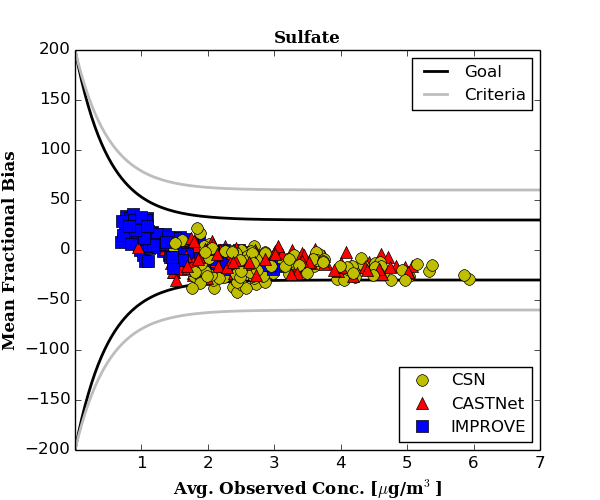 Sulfate
200
150
100
50
0
−50
−100
−150
−200
Mean Fractional Bias
Goal
Criteria
CSN
CASTNet
IMPROVE
1 2 3 4 5 6 7
Avg. Observed Conc. [μg/m³ ]